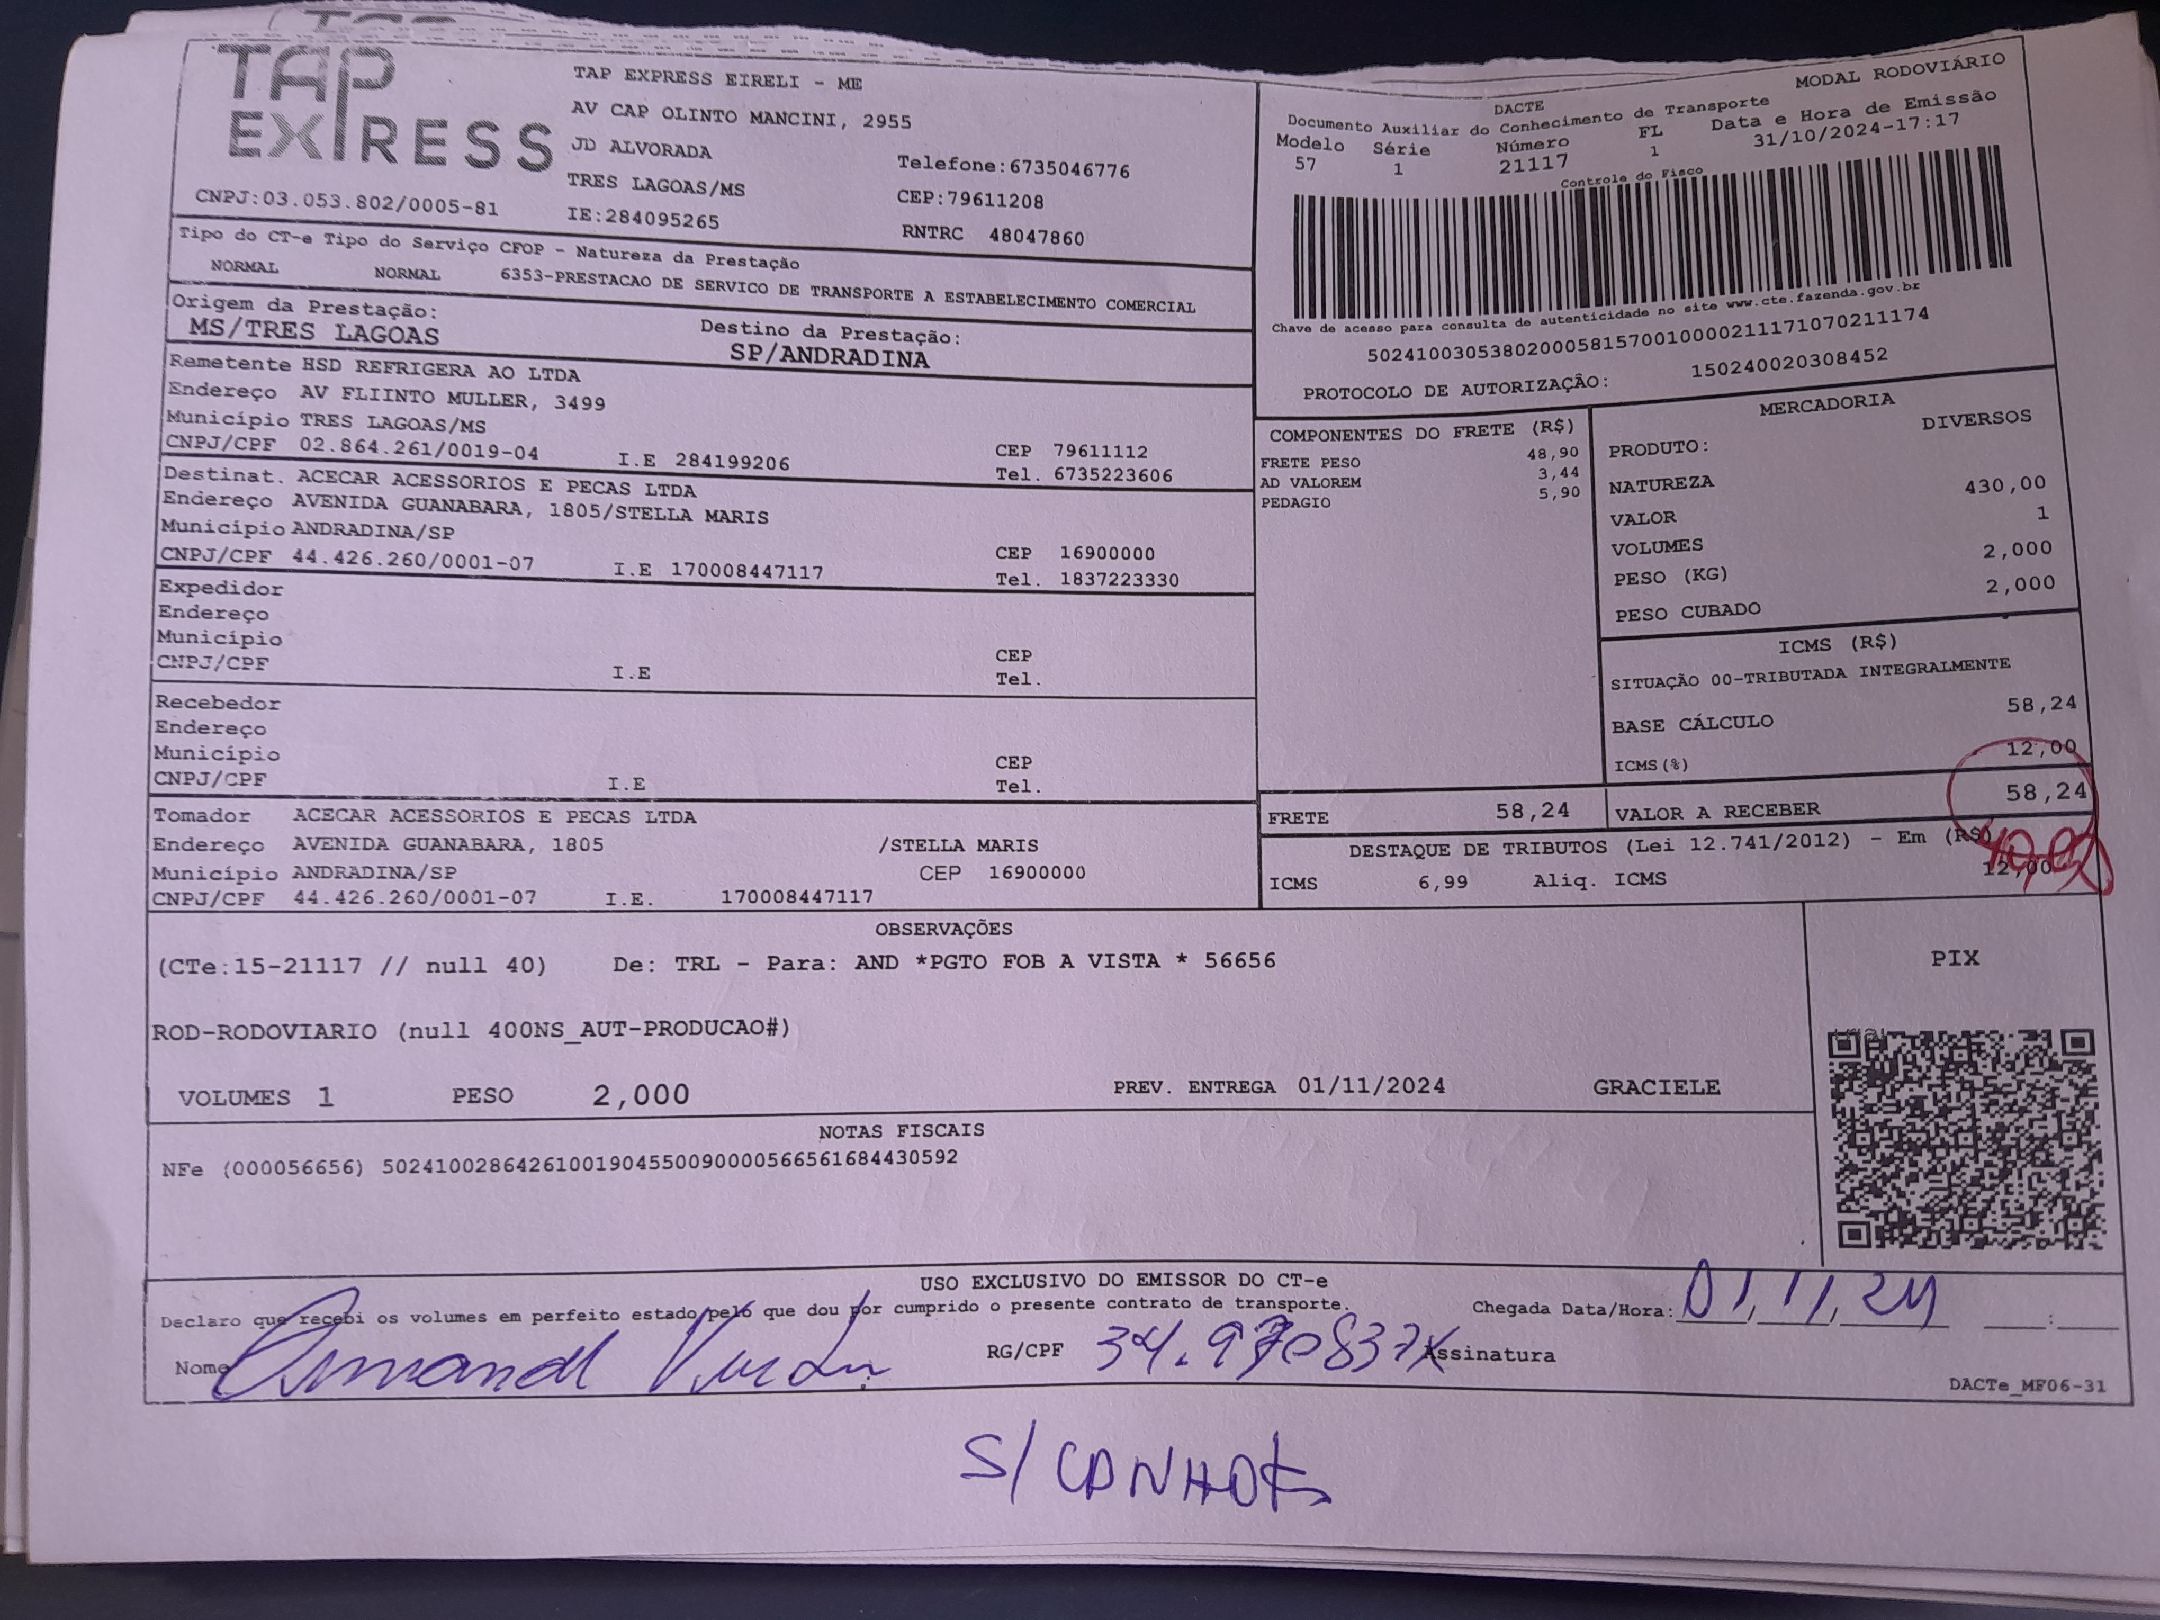 TAP EXPRESS
TAP EXPRESS EIRELI - ME
AV CAP OLINTO MANCINI, 2955
JD ALVORADA
Telefone:6735046776
TRES LAGOAS/MS
CEP:79611208
CNPJ:03.053.802/0005-81
IE:284095265
RNTRC 48047860
DACTE
MODAL RODOVIÁRIO
Documento Auxiliar do Conhecimento de Transporte
Modelo Série Número FL Data e Hora de Emissão
57 1 21117 1 31/10/2024-17:17
Controle do Fisco
Chave de acesso para consulta de autenticidade no site www.cte.fazenda.gov.br
50241003053802000581570010000211171070211174
PROTOCOLO DE AUTORIZAÇÃO: 150240020308452
Tipo do CT-e Tipo do Serviço CFOP - Natureza da Prestação
NORMAL NORMAL 6353-PRESTACAO DE SERVICO DE TRANSPORTE A ESTABELECIMENTO COMERCIAL
Origem da Prestação: Destino da Prestação:
MS/TRES LAGOAS SP/ANDRADINA
Remetente HSD REFRIGERA AO LTDA
Endereço AV FLIINTO MULLER, 3499
Município TRES LAGOAS/MS CEP 79611112
CNPJ/CPF 02.864.261/0019-04 I.E 284199206 Tel. 6735223606
Destinat. ACECAR ACESSORIOS E PECAS LTDA
Endereço AVENIDA GUANABARA, 1805/STELLA MARIS
Município ANDRADINA/SP CEP 16900000
CNPJ/CPF 44.426.260/0001-07 I.E 170008447117 Tel. 1837223330
Expedidor
Endereço
Município CEP
CNPJ/CPF I.E Tel.
Recebedor
Endereço
Município CEP
CNPJ/CPF I.E Tel.
Tomador ACECAR ACESSORIOS E PECAS LTDA
Endereço AVENIDA GUANABARA, 1805 /STELLA MARIS
Município ANDRADINA/SP CEP 16900000
CNPJ/CPF 44.426.260/0001-07 I.E. 170008447117
COMPONENTES DO FRETE (R$)
FRETE PESO 48,90
AD VALOREM 3,44
PEDAGIO 5,90
MERCADORIA
PRODUTO: DIVERSOS
NATUREZA
VALOR 430,00
VOLUMES 1
PESO (KG) 2,000
PESO CUBADO 2,000
ICMS (R$)
SITUAÇÃO 00-TRIBUTADA INTEGRALMENTE
BASE CÁLCULO 58,24
ICMS(%) 12,00
FRETE 58,24 VALOR A RECEBER 58,24
DESTAQUE DE TRIBUTOS (Lei 12.741/2012) - Em (R$)
ICMS 6,99 Aliq. ICMS 12,00
OBSERVAÇÕES
(CTe:15-21117 // null 40) De: TRL - Para: AND *PGTO FOB A VISTA * 56656
ROD-RODOVIARIO (null 400NS_AUT-PRODUCAO#)
VOLUMES 1 PESO 2,000 PREV. ENTREGA 01/11/2024 GRACIELE
PIX
NOTAS FISCAIS
NFe (000056656) 50241002864261001904550090000566561684430592
USO EXCLUSIVO DO EMISSOR DO CT-e
Declaro que recebi os volumes em perfeito estado pelo que dou por cumprido o presente contrato de transporte.
Chegada Data/Hora: 01, 11, 24 :
Nome RG/CPF 34.970837X Assinatura
DACTe_MF06-31
S/ CANHOTO